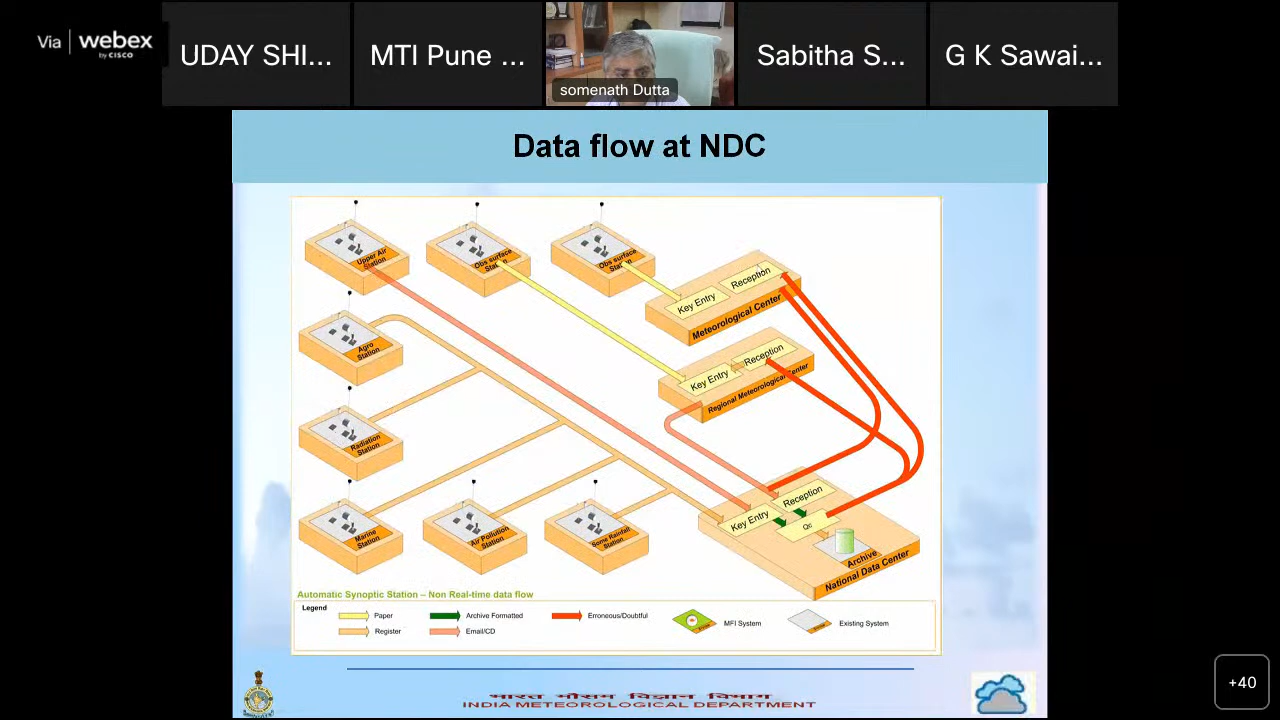 Via webex
by CISCO
UDAY SHI...
MTI Pune ...
somenath Dutta
Sabitha S...
G K Sawai...
Data flow at NDC
Upper Air
Station
Obs surface
Station
Obs surface
Station
Key Entry
Reception
Meteorological Center
Agro
Station
Key Entry
Reception
Regional Meteorological Center
Radiation
Station
Marine
Station
Air Pollution
Station
Some Rainfall
Station
Key Entry
Reception
Qc
Archive
National Data Center
Automatic Synoptic Station – Non Real-time data flow
Legend
Paper
Archive Formatted
Erroneous/Doubtful
MFI System
Existing System
Register
Email/CD
भारत मौसम विज्ञान विभाग
INDIA METEOROLOGICAL DEPARTMENT
+40